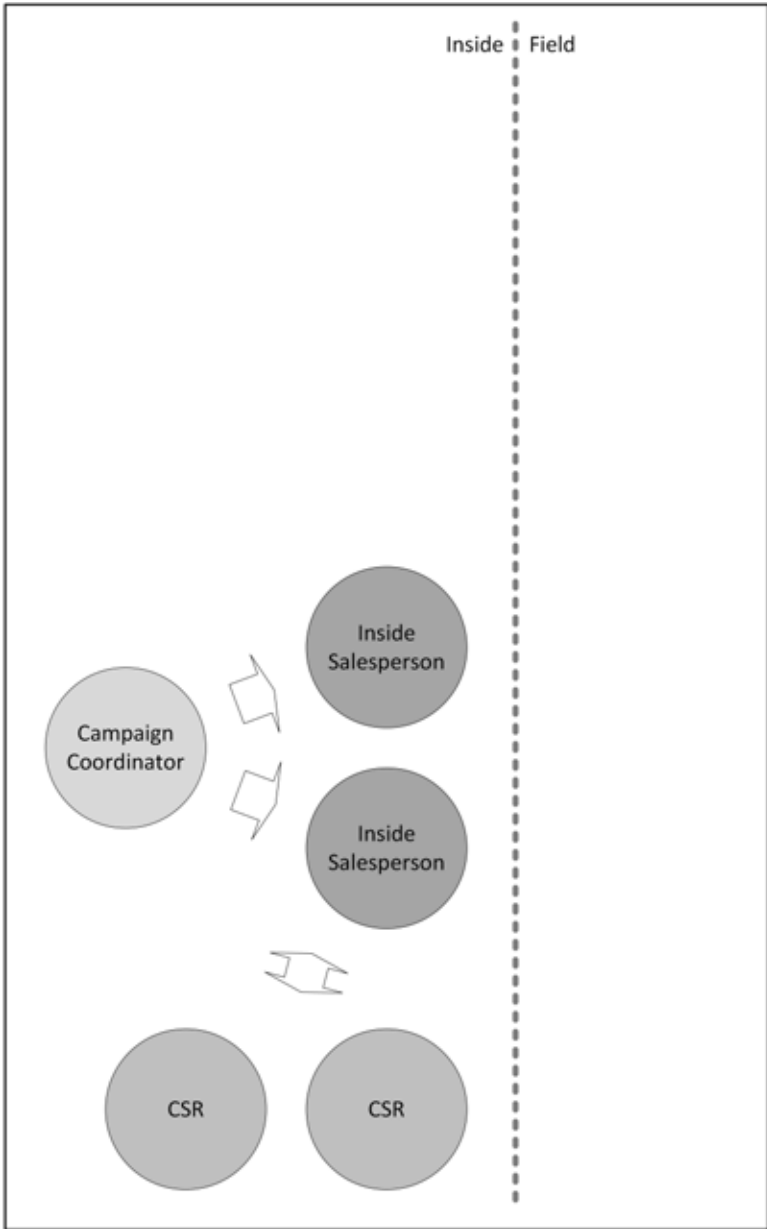 Inside Field
Inside
Salesperson
Campaign
Coordinator
Inside
Salesperson
CSR CSR